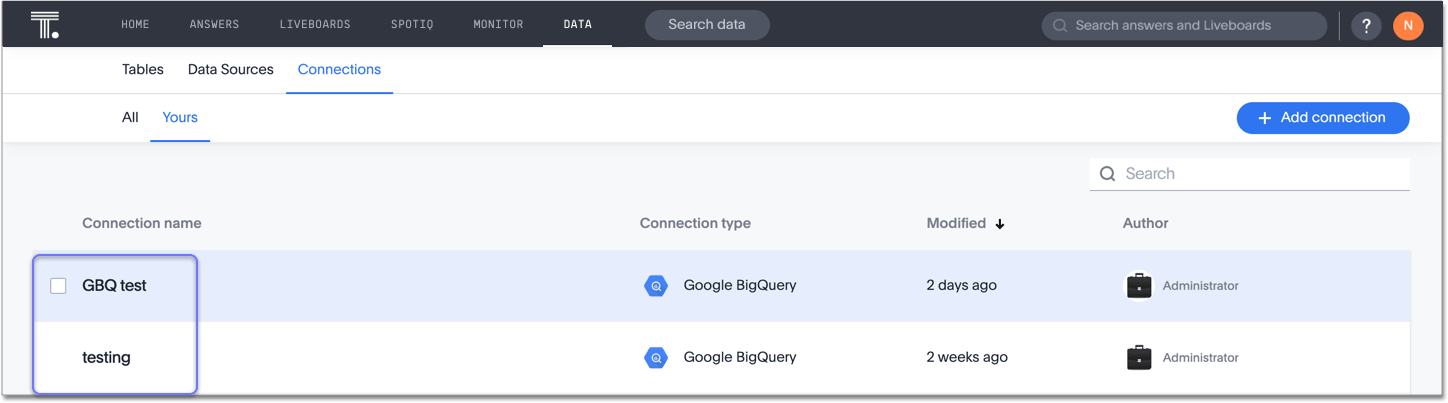 T. HOME ANSWERS LIVEBOARDS SPOTIQ MONITOR DATA Search data Search answers and Liveboards ? N
Tables Data Sources Connections
All Yours + Add connection
Search
Connection name Connection type Modified Author
GBQ test Google BigQuery 2 days ago Administrator
testing Google BigQuery 2 weeks ago Administrator